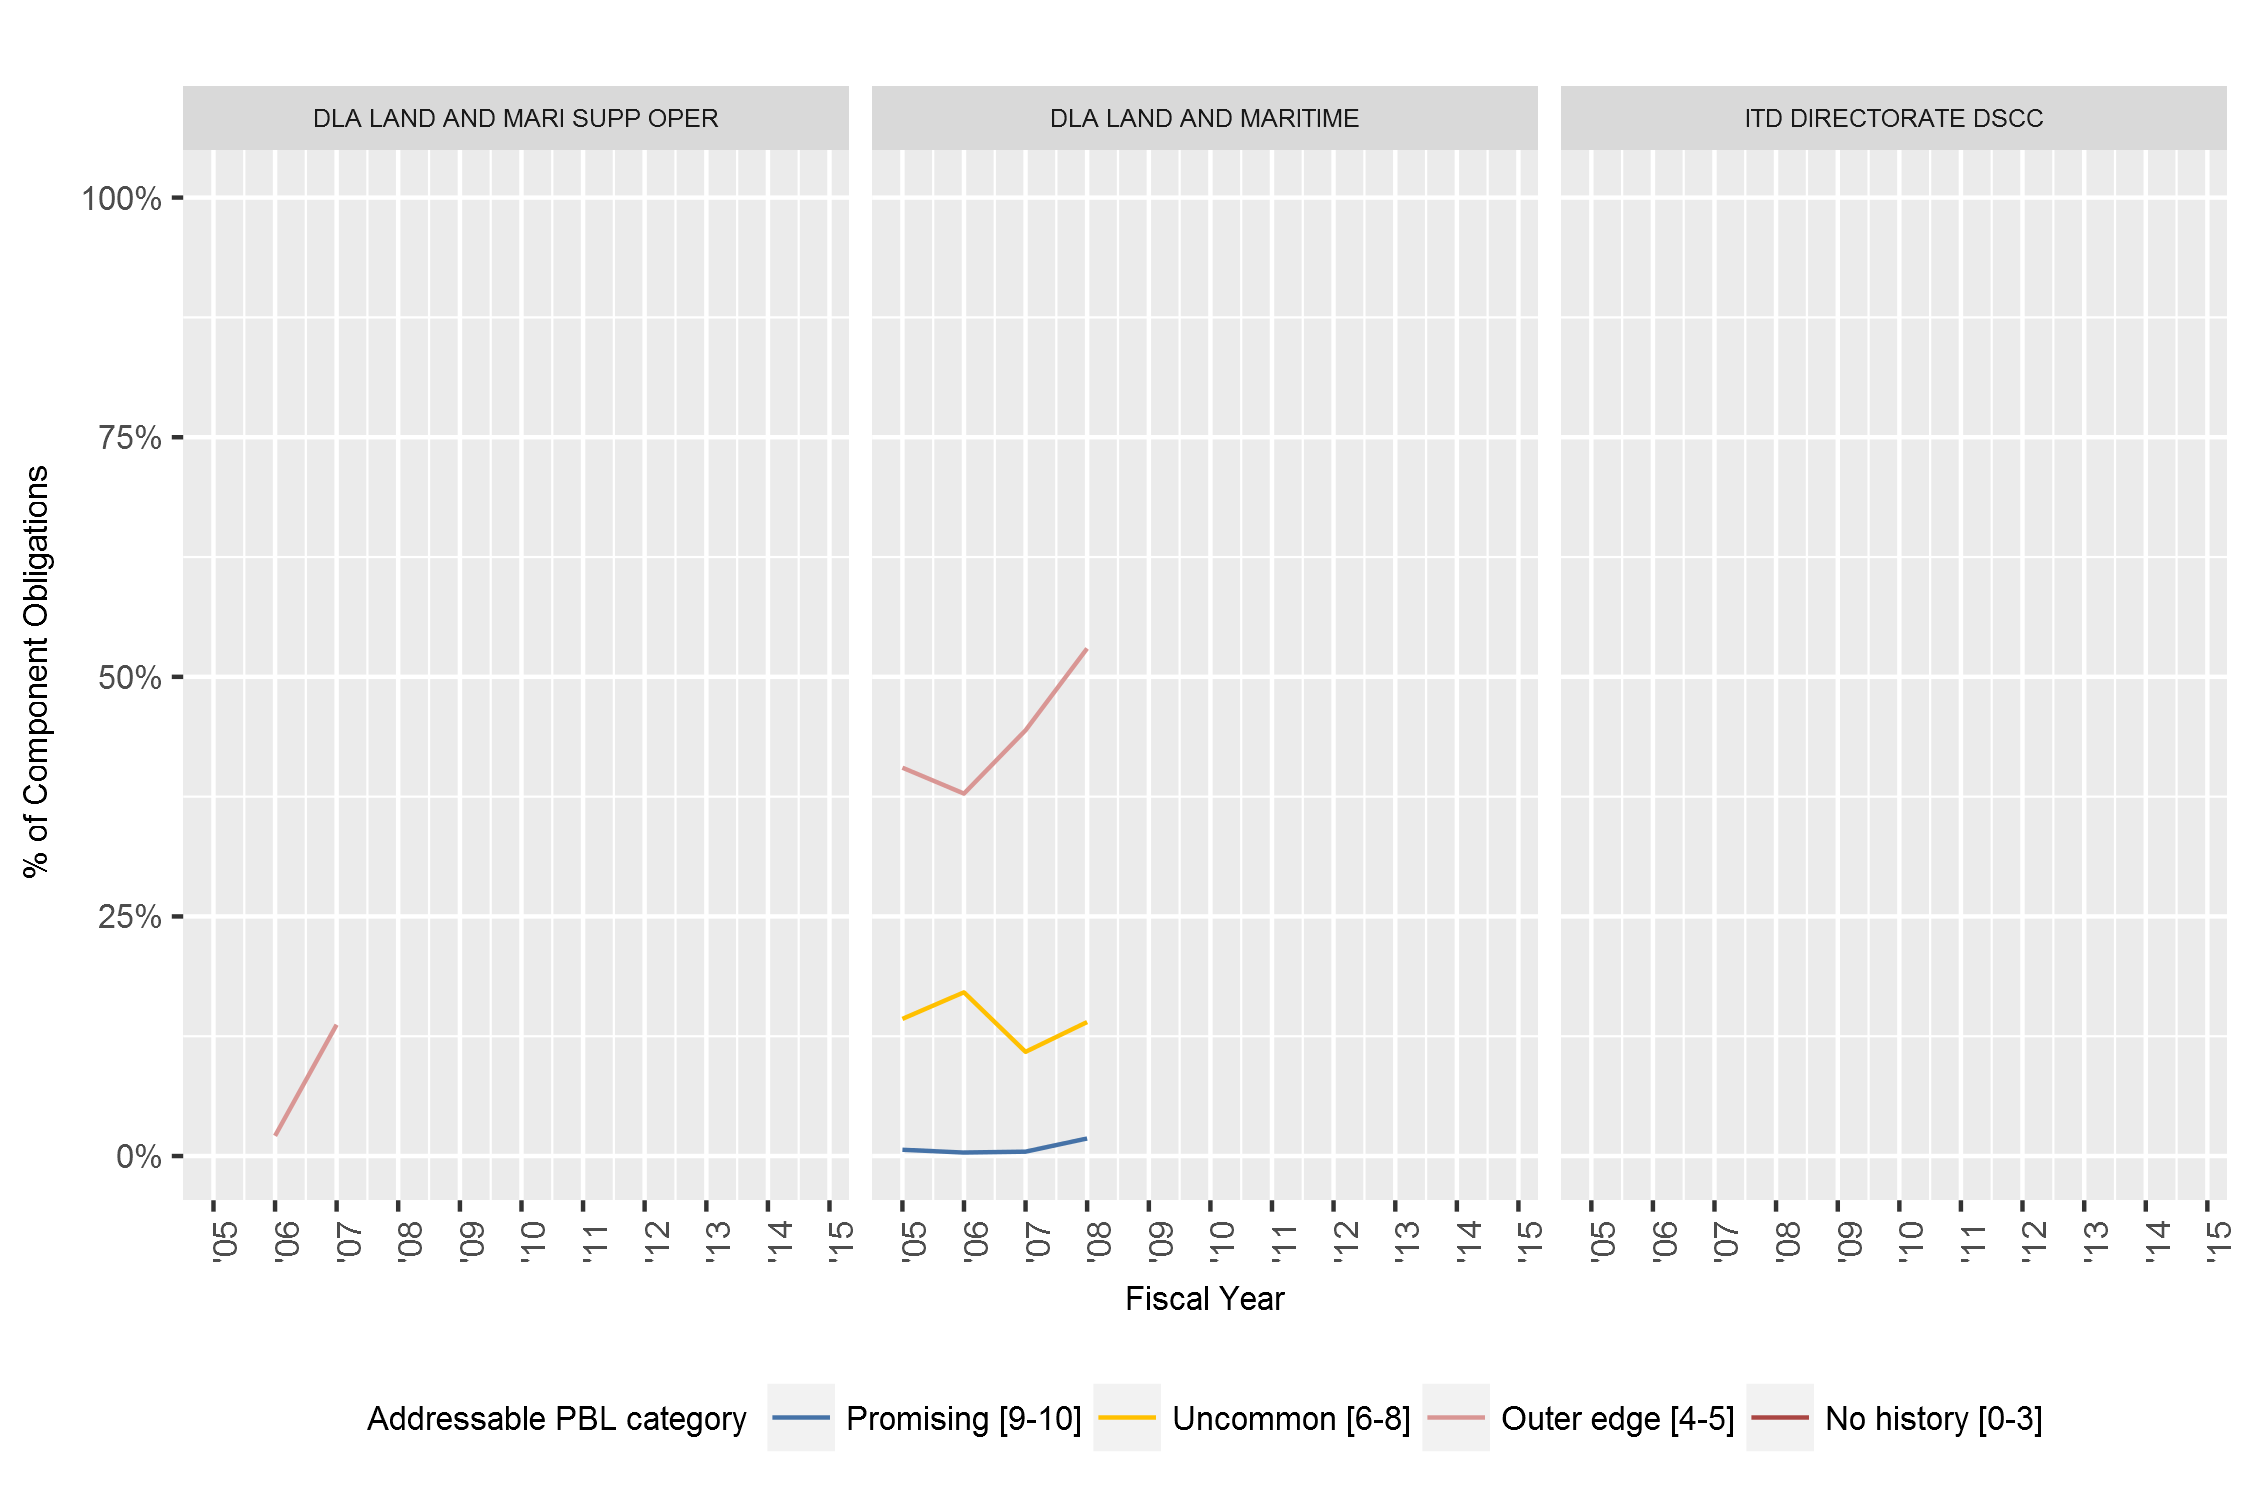 DLA LAND AND MARI SUPP OPER
DLA LAND AND MARITIME
ITD DIRECTORATE DSCC
% of Component Obligations
100%
75%
50%
25%
0%
'05 '06 '07 '08 '09 '10 '11 '12 '13 '14 '15
'05 '06 '07 '08 '09 '10 '11 '12 '13 '14 '15
'05 '06 '07 '08 '09 '10 '11 '12 '13 '14 '15
Fiscal Year
Addressable PBL category Promising [9-10] Uncommon [6-8] Outer edge [4-5] No history [0-3]